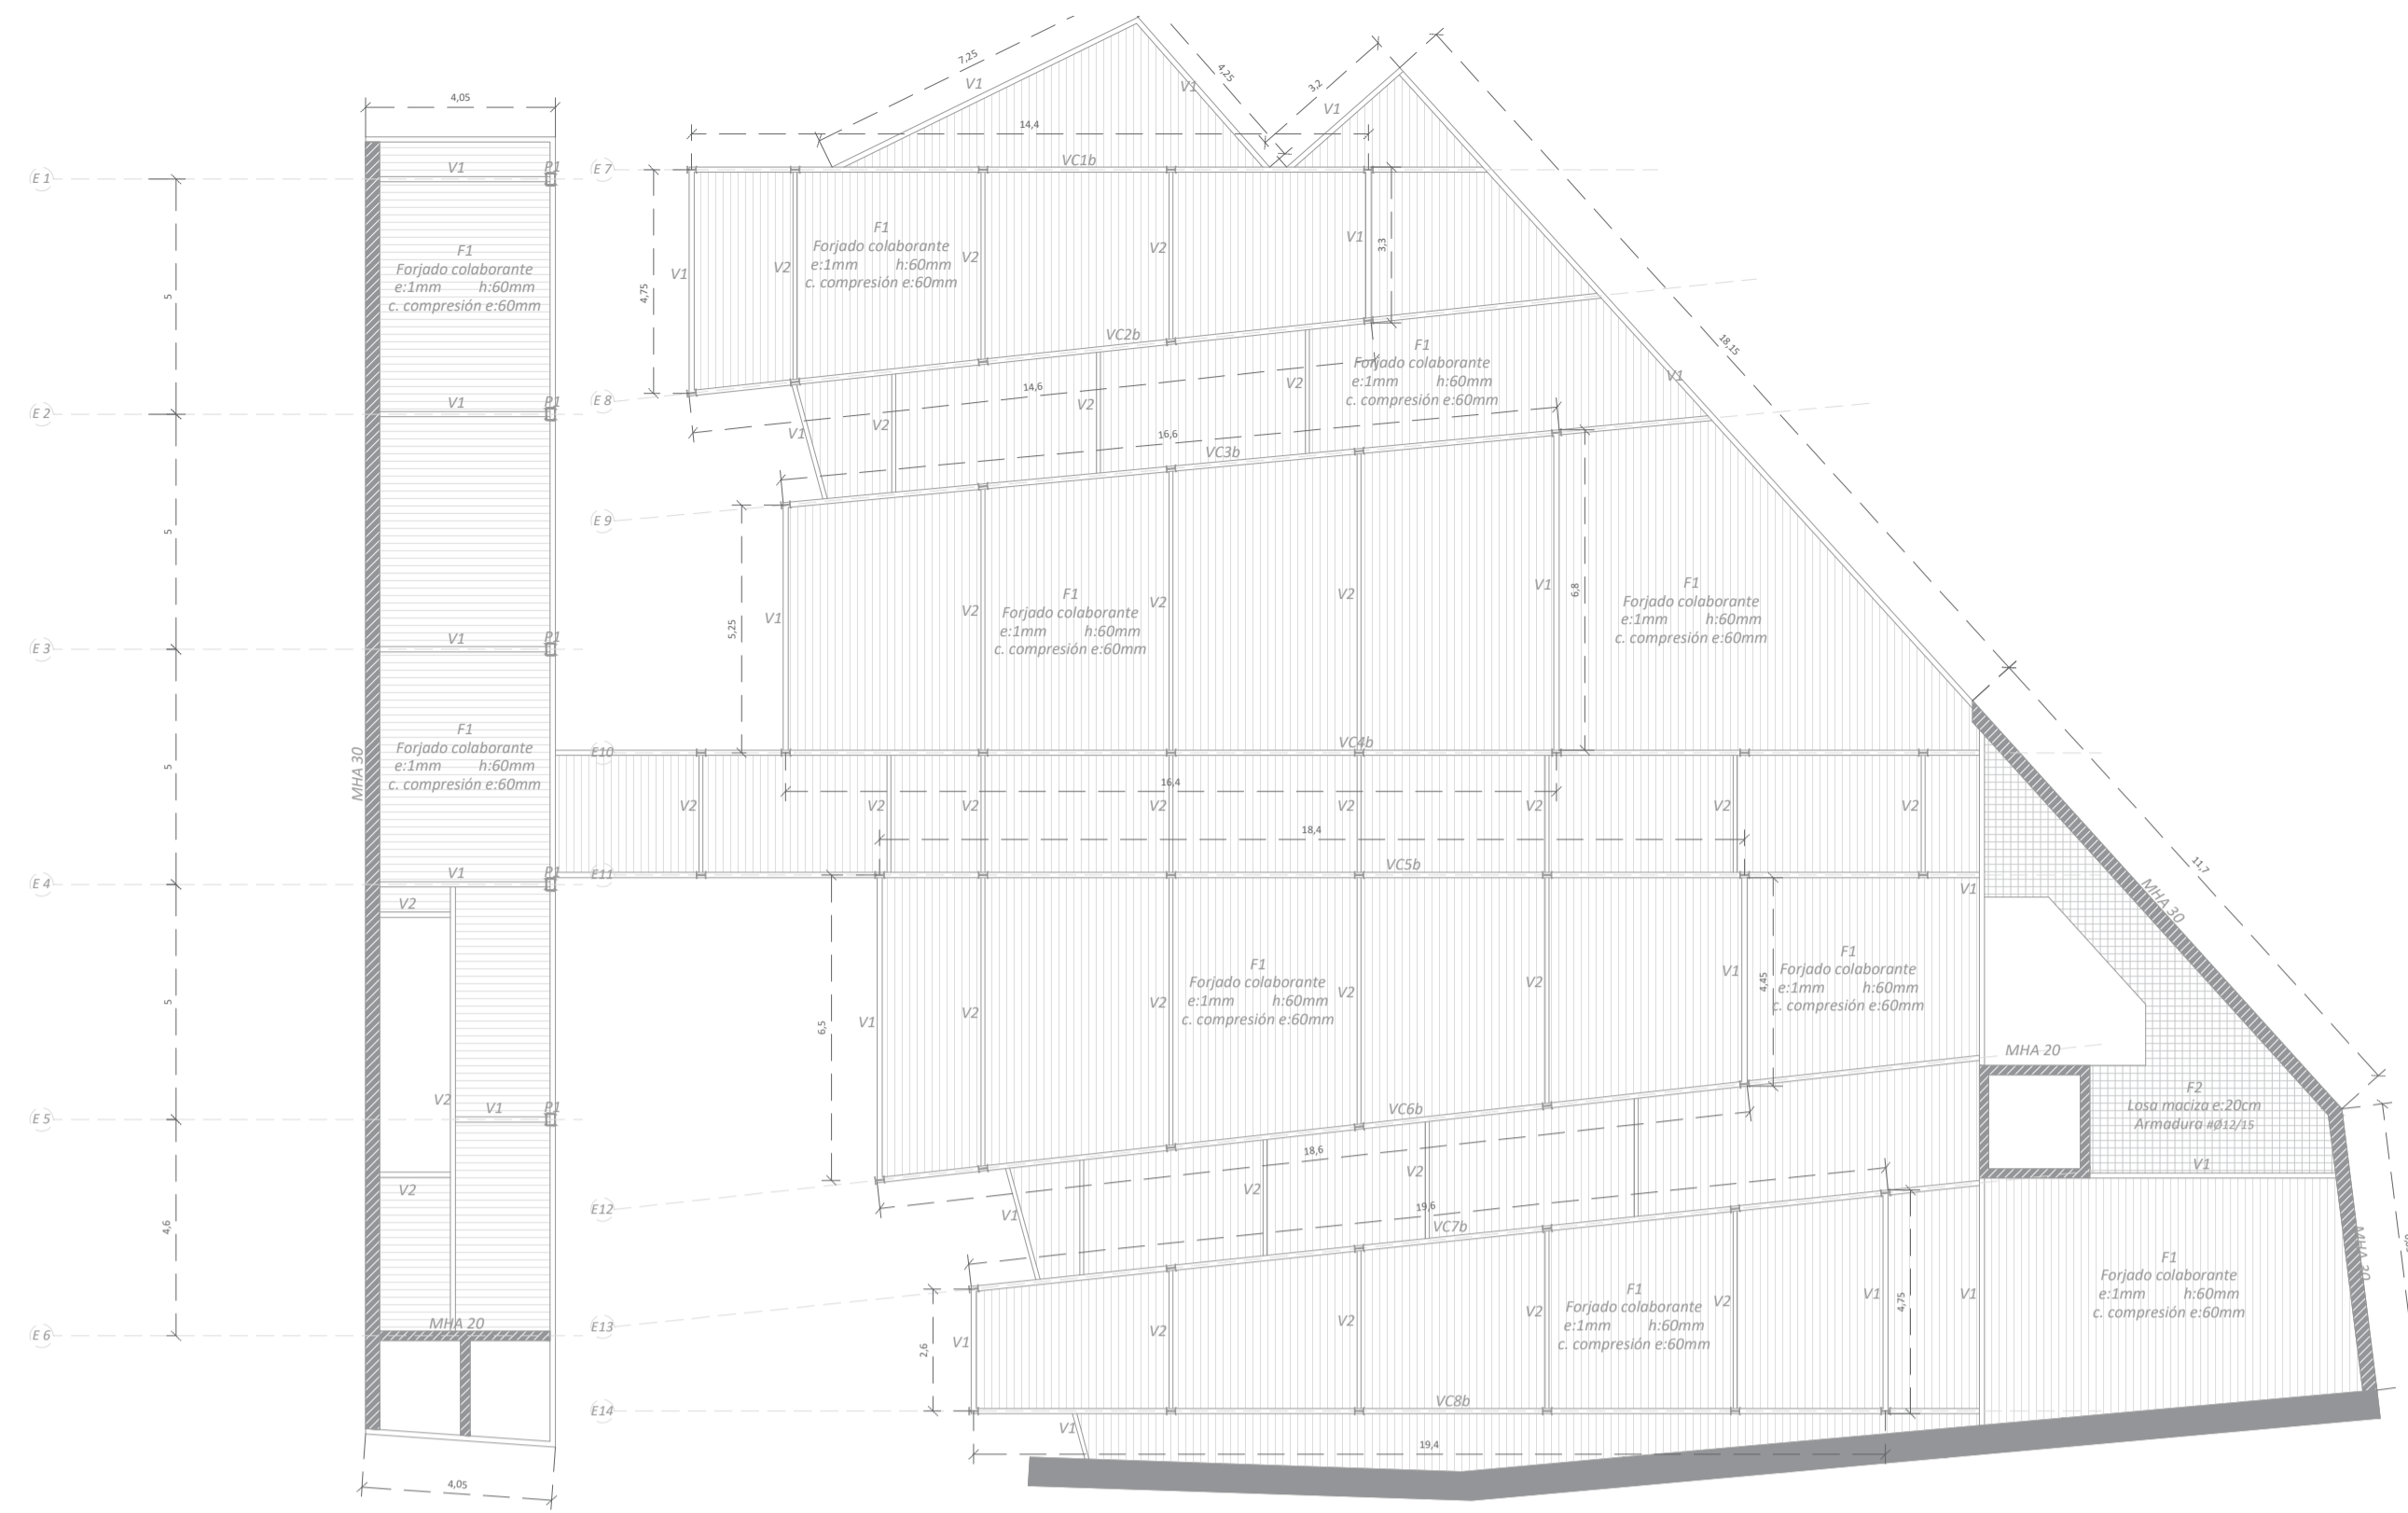 7,25
V1
4,25
V1
3,2
V1
4,05
14,4
E 1
V1
P1
E 7
VC1b
F1
Forjado colaborante
e:1mm h:60mm
c. compresión e:60mm
5
F1
Forjado colaborante
e:1mm h:60mm
c. compresión e:60mm
4,75
V1
V2
V2
V2
V1
3,3
18,15
VC2b
F1
Forjado colaborante
e:1mm h:60mm
c. compresión e:60mm
V1
E 2
V1
P1
E 8
14,6
V2
V2
V2
V1
16,6
VC3b
E 9
5
5,25
V1
F1
Forjado colaborante
e:1mm h:60mm
c. compresión e:60mm
V2
V2
V2
V1
6,8
F1
Forjado colaborante
e:1mm h:60mm
c. compresión e:60mm
E 3
V1
P1
F1
Forjado colaborante
e:1mm h:60mm
c. compresión e:60mm
MHA 30
5
E10
VC4b
16,4
V2
V2
V2
V2
V2
V2
V2
V2
18,4
11,7
E 4
V1
P1
E11
VC5b
V1
MHA 30
V2
5
6,5
V1
V2
V2
F1
Forjado colaborante
e:1mm h:60mm
c. compresión e:60mm
V2
V2
V1
4,45
F1
Forjado colaborante
e:1mm h:60mm
c. compresión e:60mm
MHA 20
F2
Losa maciza e:20cm
Armadura #Ø12/15
V1
E 5
V2
V1
P1
VC6b
18,6
V2
E12
V1
V2
V2
19,6
VC7b
4,6
MHA 20
E 6
E13
2,6
V1
V2
V2
V2
F1
Forjado colaborante
e:1mm h:60mm
c. compresión e:60mm
V2
V1
4,75
V1
F1
Forjado colaborante
e:1mm h:60mm
c. compresión e:60mm
MHA 30
E14
VC8b
V1
19,4
4,05